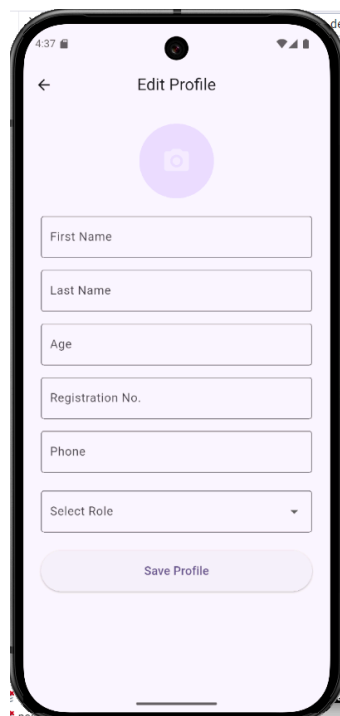 4:37
Edit Profile
First Name
Last Name
Age
Registration No.
Phone
Select Role
Save Profile